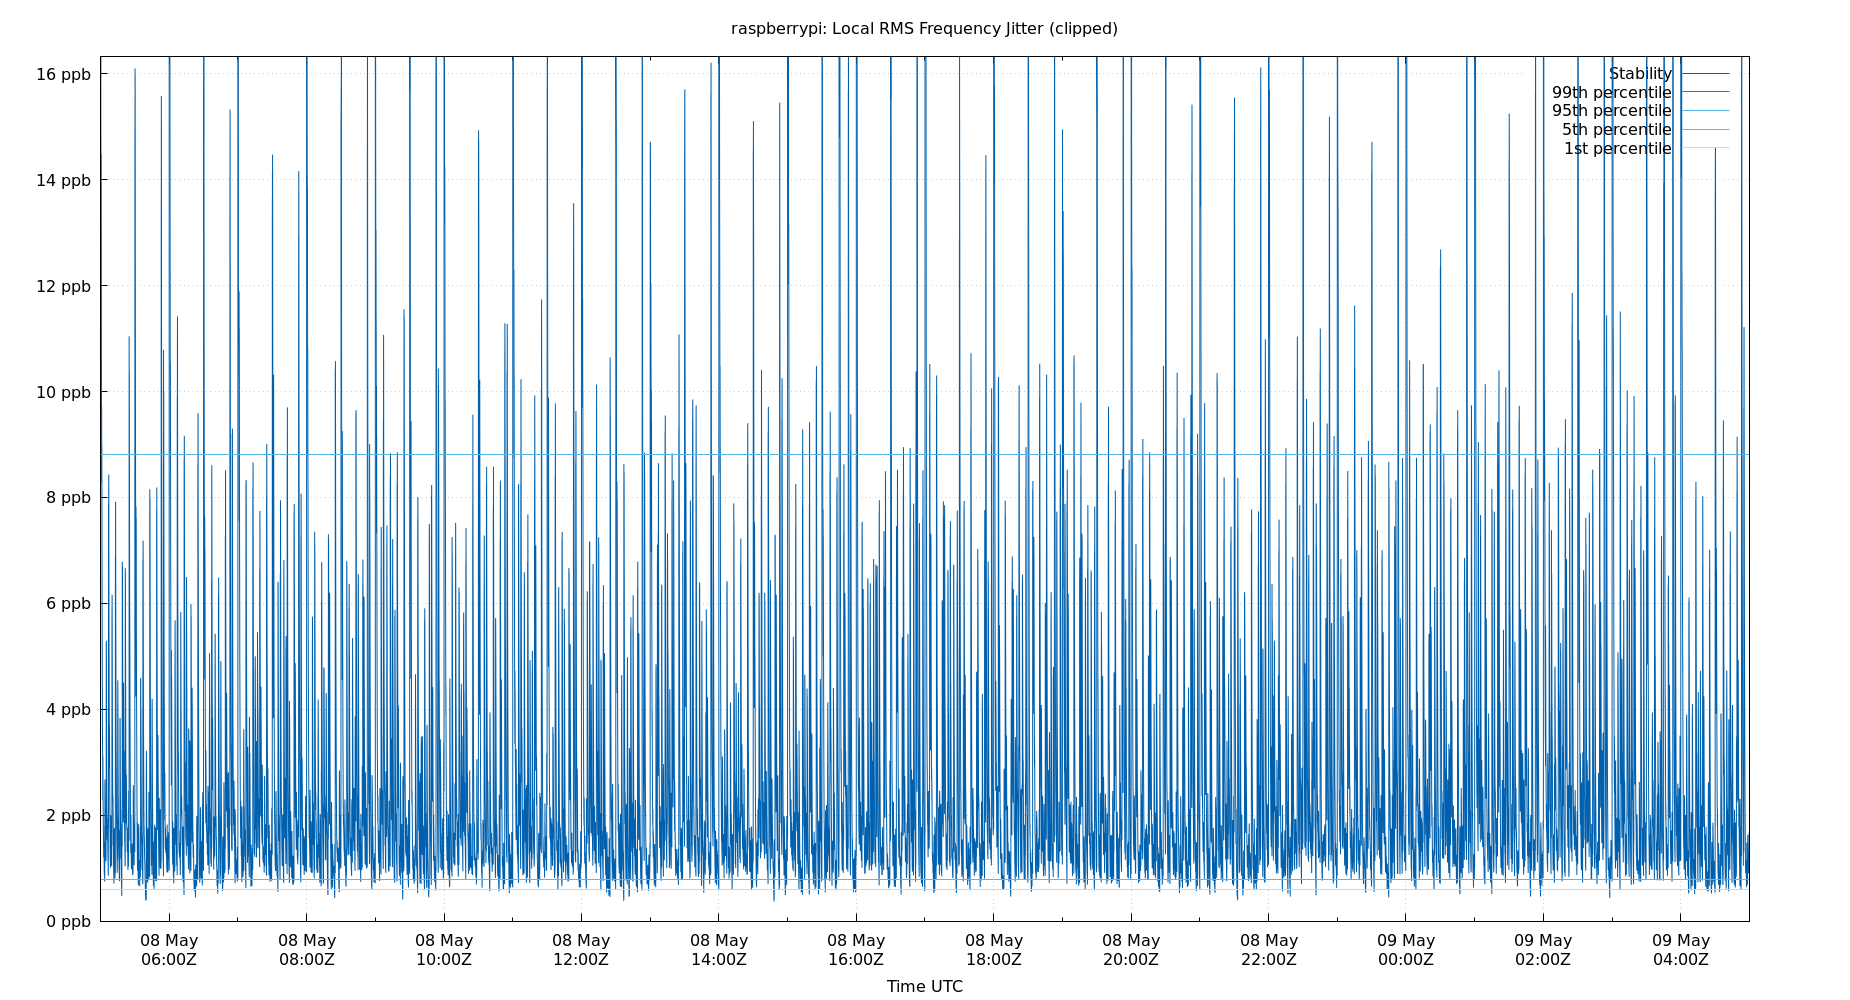 raspberrypi: Local RMS Frequency Jitter (clipped)
16 ppb
14 ppb
12 ppb
10 ppb
8 ppb
6 ppb
4 ppb
2 ppb
0 ppb
Stability
99th percentile
95th percentile
5th percentile
1st percentile
08 May 08 May 08 May 08 May 08 May 08 May 08 May 08 May 08 May 09 May 09 May 09 May
06:00Z 08:00Z 10:00Z 12:00Z 14:00Z 16:00Z 18:00Z 20:00Z 22:00Z 00:00Z 02:00Z 04:00Z
Time UTC